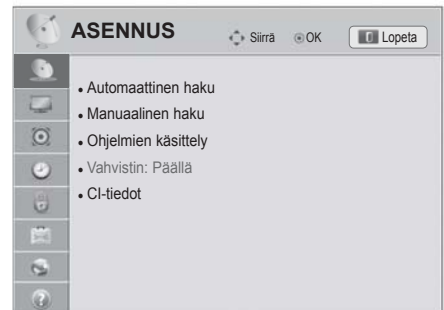 ASENNUS Siirrä OK Lopeta
Automaattinen haku
Manuaalinen haku
Ohjelmien käsittely
Vahvistin: Päällä
CI-tiedot